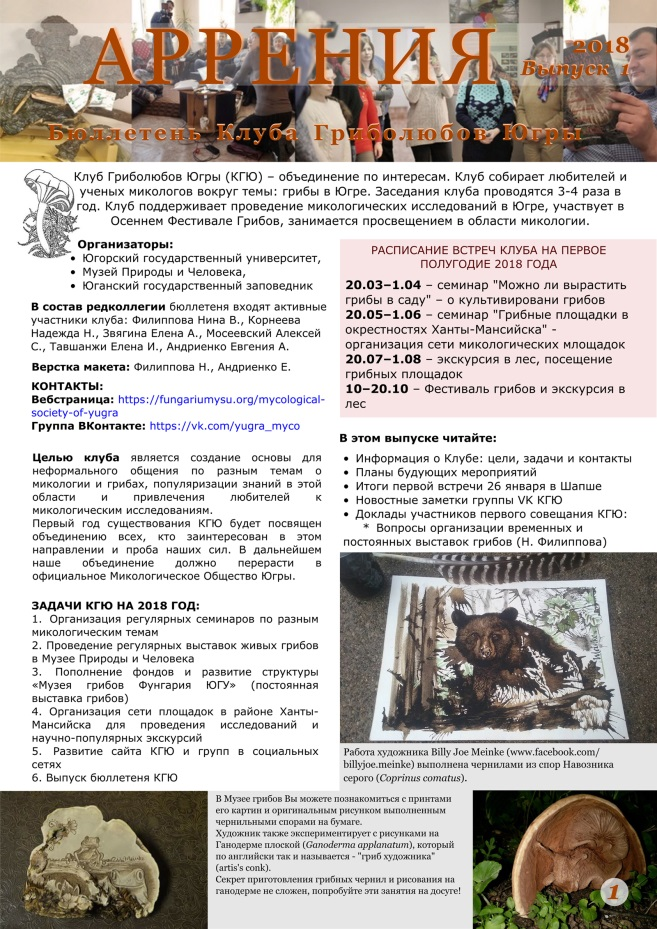 АРРЕНИЯ
2018
Выпуск 1
Бюллетень Клуба Гриболюбов Югры
Клуб Гриболюбов Югры (КГЮ) – объединение по интересам. Клуб собирает любителей и
ученых микологов вокруг темы: грибы в Югре. Заседания клуба проводятся 3-4 раза в
год. Клуб поддерживает проведение микологических исследований в Югре, участвует в
Осеннем Фестивале Грибов, занимается просвещением в области микологии.
Организаторы:
• Югорский государственный университет,
• Музей Природы и Человека,
• Юганский государственный заповедник
В состав редколлегии бюллетеня входят активные
участники клуба: Филиппова Нина В., Корнеева
Надежда Н., Звягина Елена А., Мосеевский Алексей
С., Тавшанжи Елена И., Андриенко Евгения А.
Верстка макета: Филиппова Н., Андриенко Е.
КОНТАКТЫ:
Вебстраница: https://fungariumysu.org/mycological-
society-of-yugra
Группа ВКонтакте: https://vk.com/yugra_myco
Целью клуба является создание основы для
неформального общения по разным темам о
микологии и грибах, популяризации знаний в этой
области и привлечения любителей к
микологическим исследованиям.
Первый год существования КГЮ будет посвящен
объединению всех, кто заинтересован в этом
направлении и проба наших сил. В дальнейшем
наше объединение должно перерасти в
официальное Микологическое Общество Югры.
ЗАДАЧИ КГЮ НА 2018 ГОД:
1. Организация регулярных семинаров по разным
микологическим темам
2. Проведение регулярных выставок живых грибов
в Музее Природы и Человека
3. Пополнение фондов и развитие структуры
«Музея грибов Фунгария ЮГУ» (постоянная
выставка грибов)
4. Организация сети площадок в районе Ханты-
Мансийска для проведения исследований и
научно-популярных экскурсий
5. Развитие сайта КГЮ и групп в социальных
сетях
6. Выпуск бюллетеня КГЮ
РАСПИСАНИЕ ВСТРЕЧ КЛУБА НА ПЕРВОЕ
ПОЛУГОДИЕ 2018 ГОДА
20.03–1.04 – семинар "Можно ли вырастить
грибы в саду" – о культивировани грибов
20.05–1.06 – семинар "Грибные площадки в
окрестностях Ханты-Мансийска" -
организация сети микологических млощадок
20.07–1.08 – экскурсия в лес, посещение
грибных площадок
10–20.10 – Фестиваль грибов и экскурсия в
лес
В этом выпуске читайте:
• Информация о Клубе: цели, задачи и контакты
• Планы будующих мероприятий
• Итоги первой встречи 26 января в Шапше
• Новостные заметки группы VK КГЮ
• Доклады участников первого совещания КГЮ:
* Вопросы организации временных и
постоянных выставок грибов (Н. Филиппова)
Работа художника Billy Joe Meinke (www.facebook.com/
billyjoe.meinke) выполнена чернилами из спор Навозника
серого (Coprinus comatus).
В Музее грибов Вы можете познакомиться с принтами
его картин и оригинальным рисунком выполненным
чернильными спорами на бумаге.
Художник также экспериментирует с рисунками на
Ганодерме плоской (Ganoderma applanatum), который
по английски так и называется - "гриб художника"
(artis's conk).
Секрет приготовления грибных чернил и рисования на
ганодерме не сложен, попробуйте эти занятия на досуге!
1